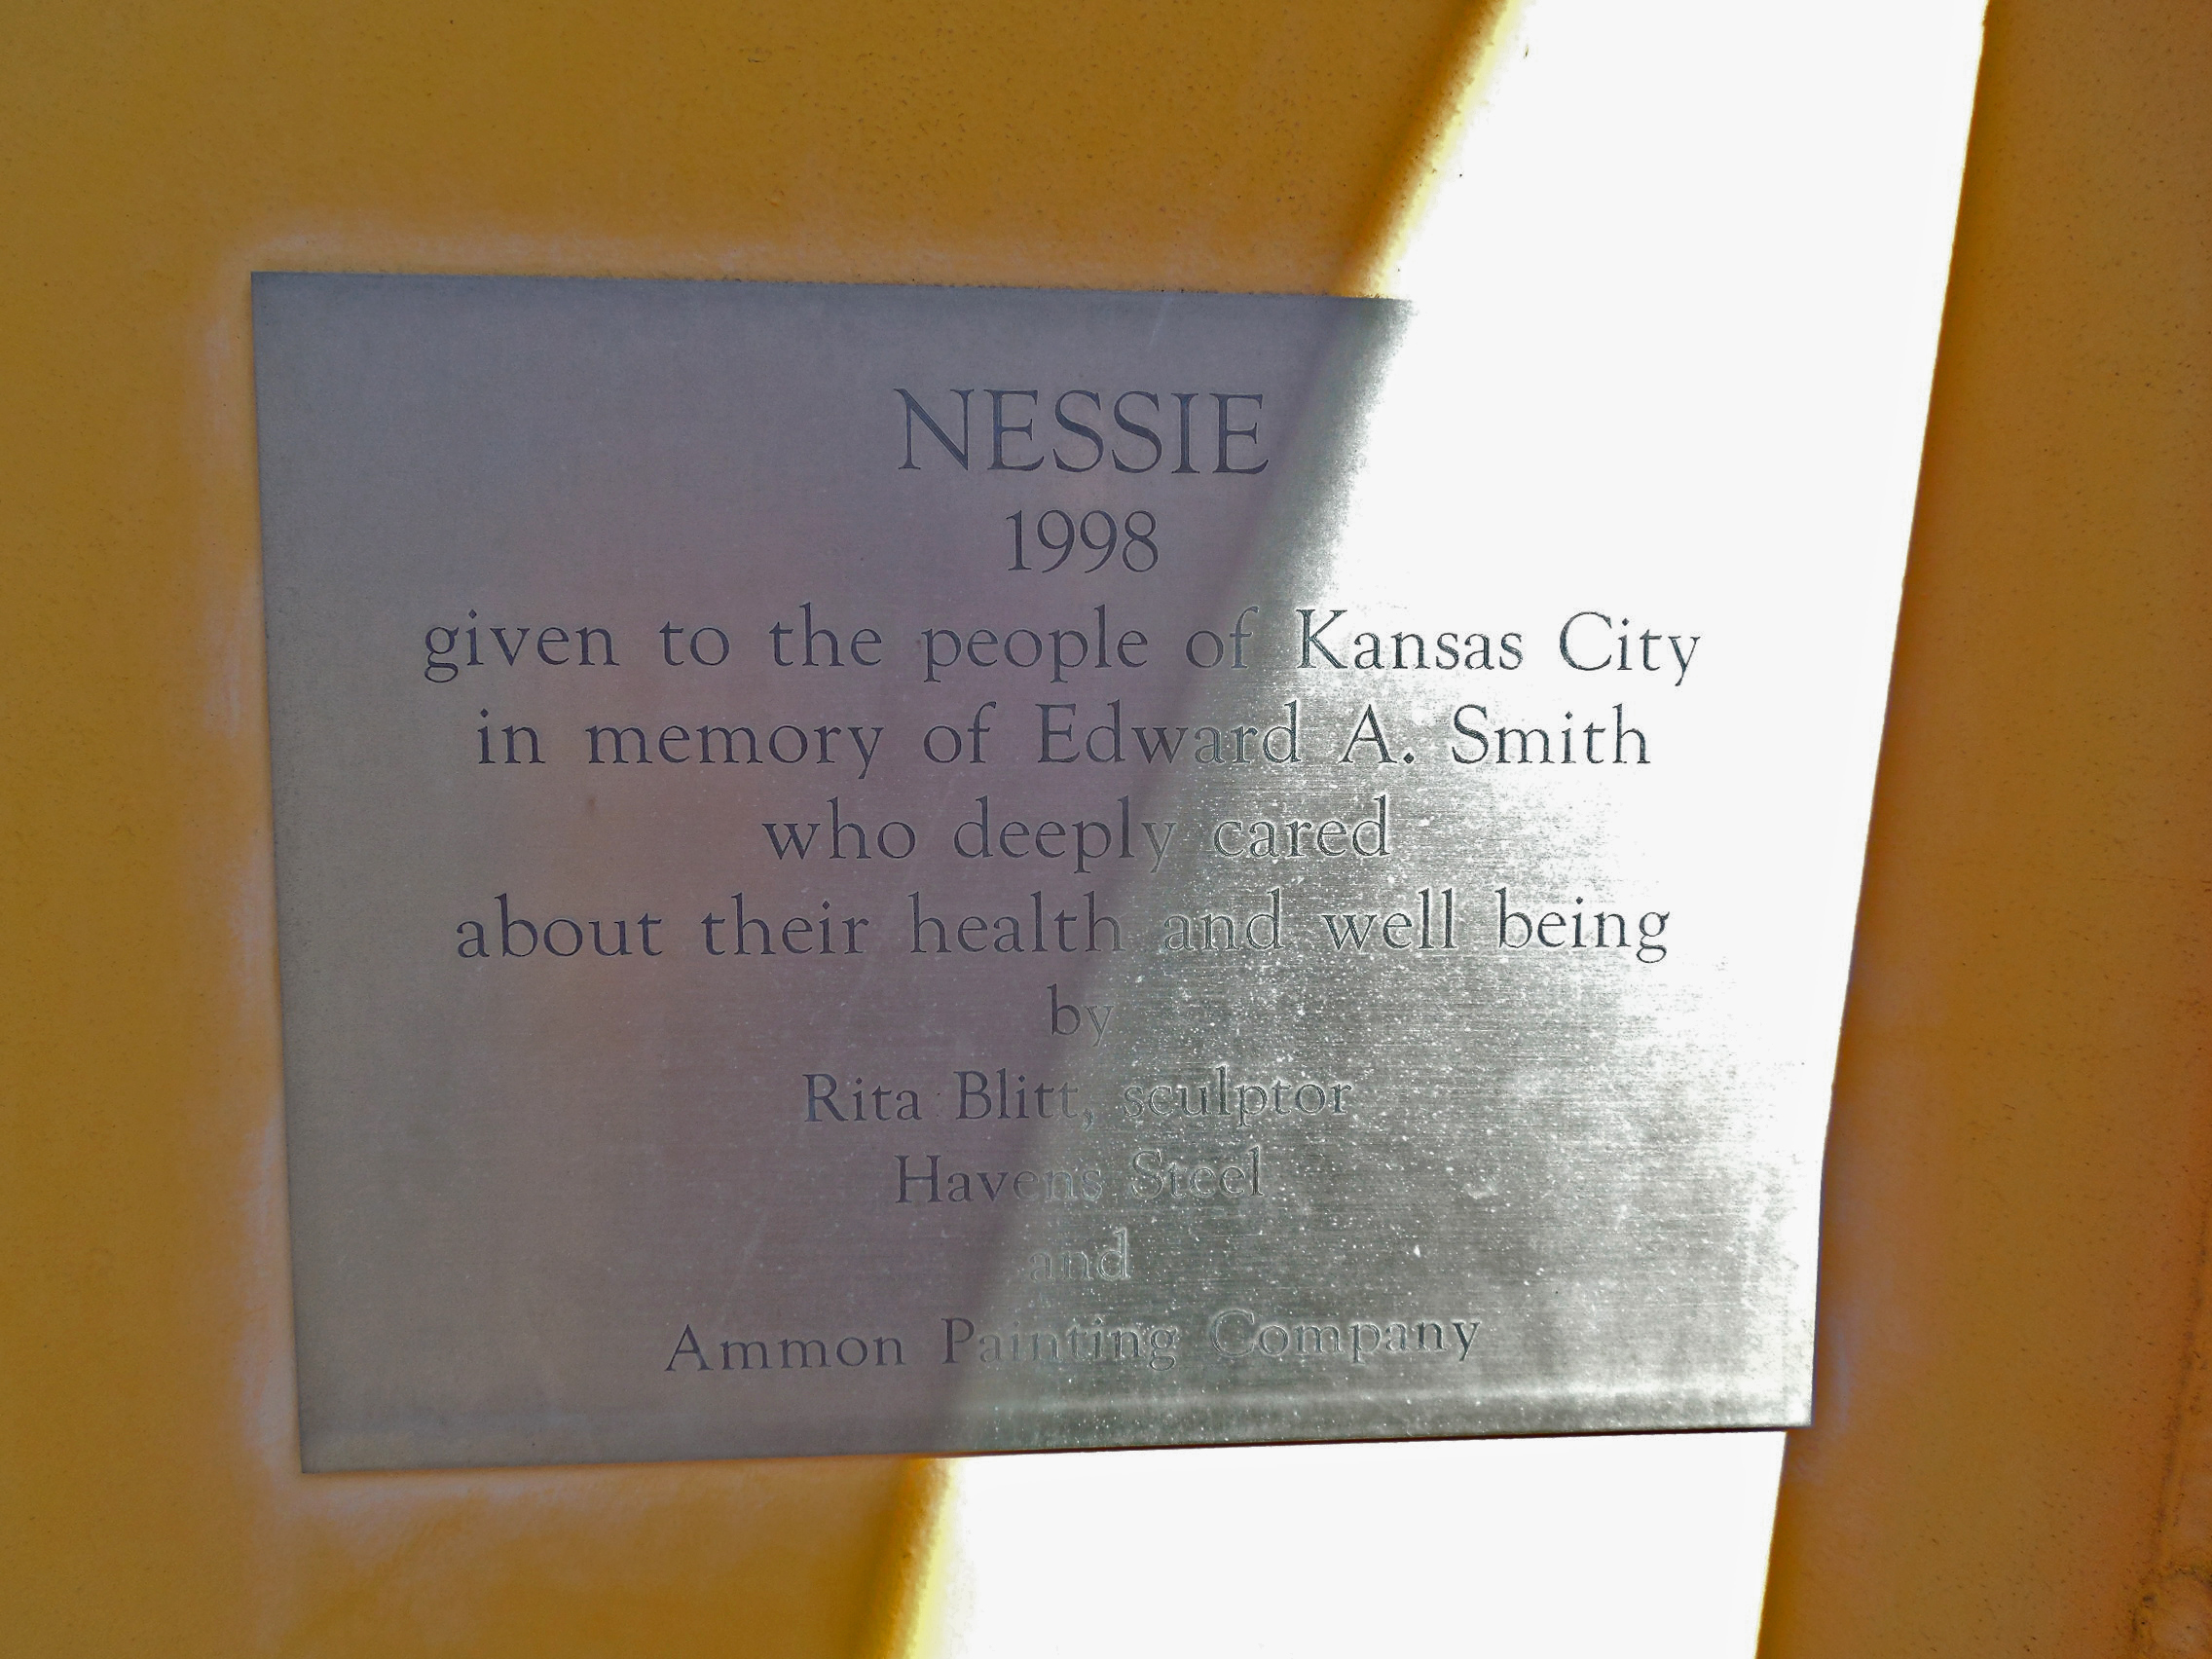 NESSIE
1998
given to the people of Kansas City
in memory of Edward A. Smith
who deeply cared
about their health and well being
by
Rita Blitt, sculptor
Havens Steel
and
Ammon Painting Company